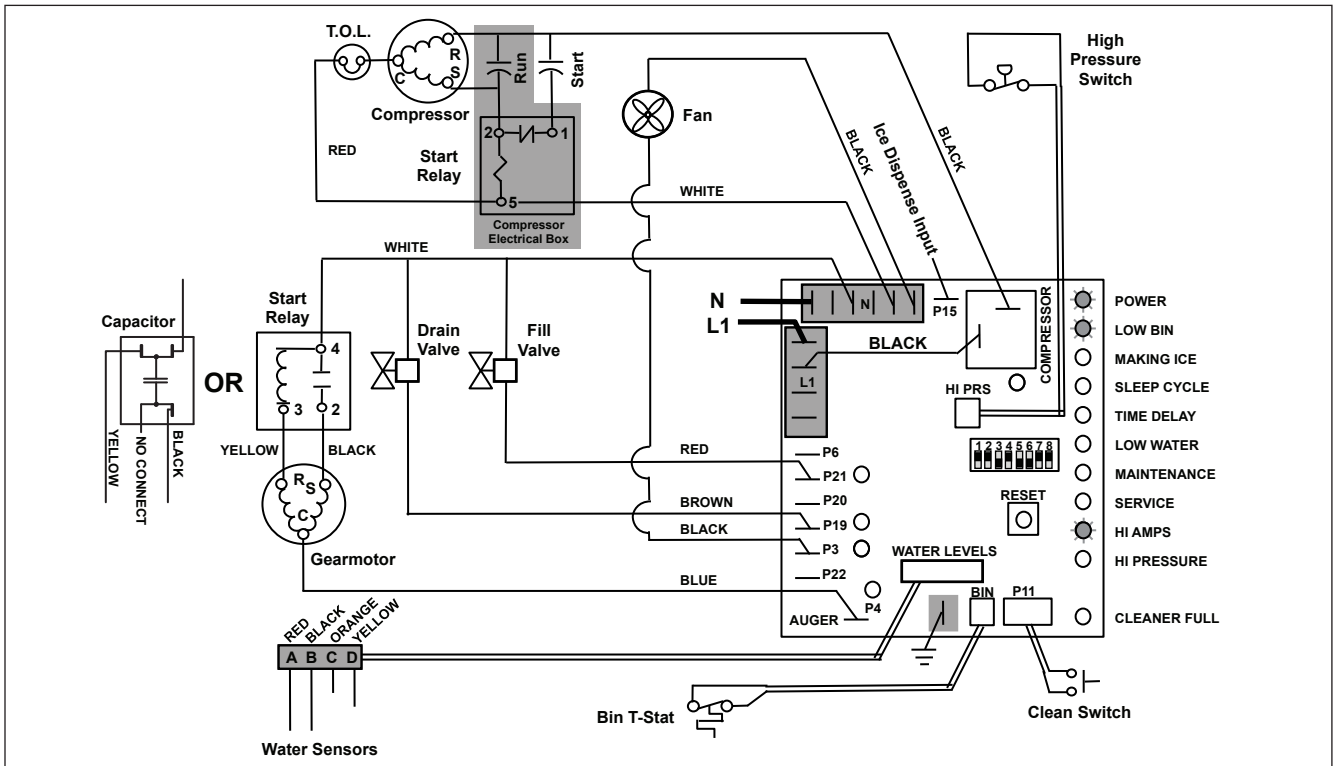 T.O.L.
R
S
C
Compressor
Run
Start
RED
2
1
Start
Relay
5
Compressor
Electrical Box
WHITE
Fan
BLACK
Ice Dispense Input
BLACK
High
Pressure
Switch
WHITE
Capacitor
YELLOW
NO CONNECT
BLACK
OR
Start
Relay
4
3
2
YELLOW
BLACK
R
S
C
Gearmotor
Drain
Valve
Fill
Valve
N
L1
N
P15
BLACK
L1
COMPRESSOR
HI PRS
1 2 3 4 5 6 7 8
RESET
RED
P6
P21
BROWN
P20
P19
BLACK
P3
P22
BLUE
P4
AUGER
WATER LEVELS
BIN
P11
POWER
LOW BIN
MAKING ICE
SLEEP CYCLE
TIME DELAY
LOW WATER
MAINTENANCE
SERVICE
HI AMPS
HI PRESSURE
CLEANER FULL
RED
BLACK
ORANGE
YELLOW
A B C D
Water Sensors
Bin T-Stat
Clean Switch